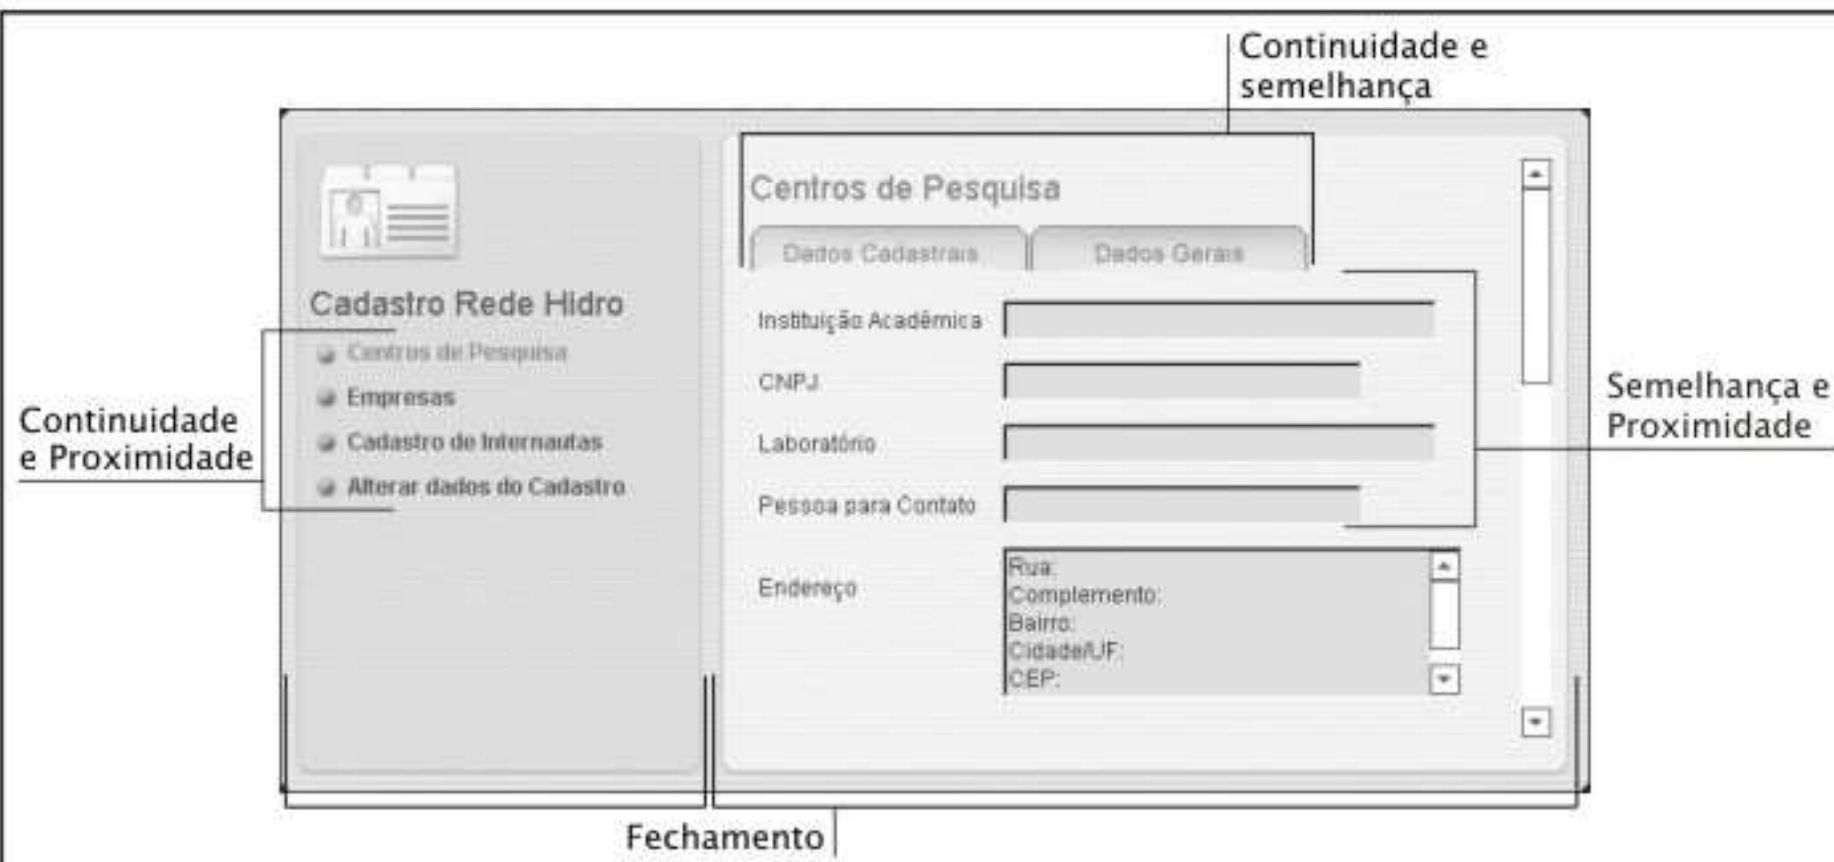 Continuidade e
semelhança
Centros de Pesquisa
Dados Cadastrais
Dados Gerais
Cadastro Rede Hidro
Centros de Pesquisa
Empresas
Cadastro de Internautas
Alterar dados do Cadastro
Continuidade
e Proximidade
Instituição Acadêmica
CNPJ
Laboratório
Pessoa para Contato
Endereço
Rua:
Complemento:
Bairro:
Cidade/UF:
CEP:
Semelhança e
Proximidade
Fechamento